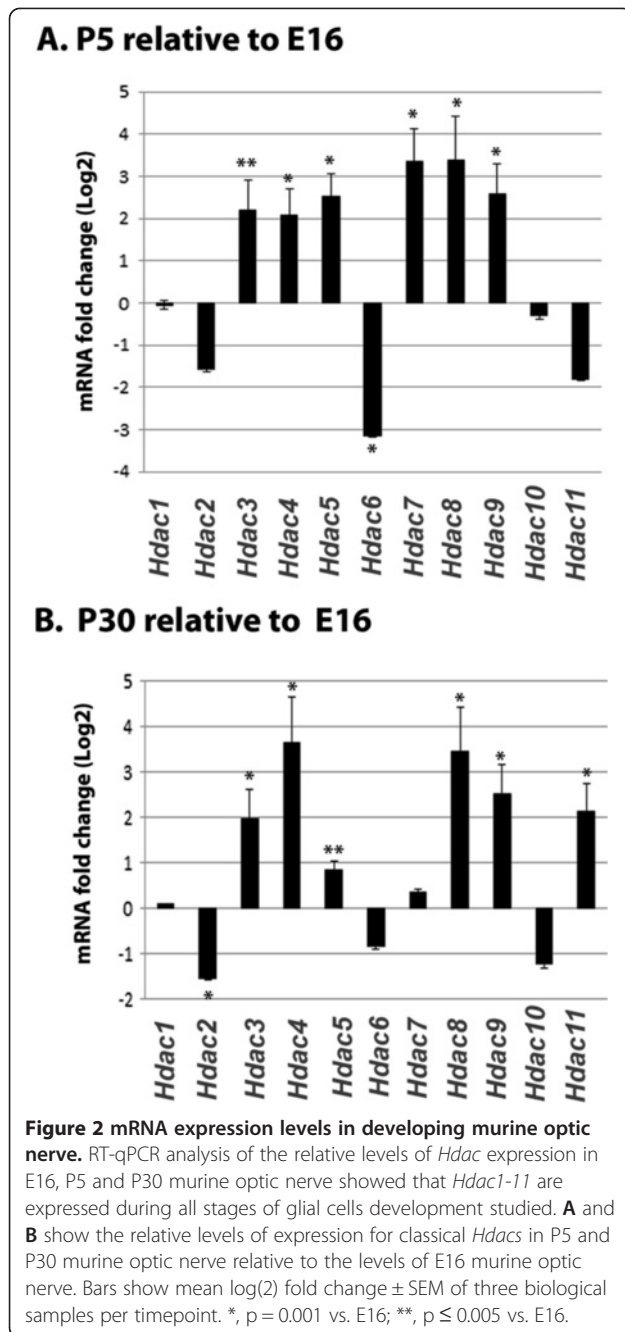 A. P5 relative to E16
mRNA fold change (Log2)
5
4
3
2
1
0
-1
-2
-3
-4
** * * * * * *
Hdac1 Hdac2 Hdac3 Hdac4 Hdac5 Hdac6 Hdac7 Hdac8 Hdac9 Hdac10 Hdac11
B. P30 relative to E16
mRNA fold change (Log2)
5
4
3
2
1
0
-1
-2
* * * ** * * *
Hdac1 Hdac2 Hdac3 Hdac4 Hdac5 Hdac6 Hdac7 Hdac8 Hdac9 Hdac10 Hdac11
Figure 2 mRNA expression levels in developing murine optic
nerve. RT-qPCR analysis of the relative levels of Hdac expression in
E16, P5 and P30 murine optic nerve showed that Hdac1-11 are
expressed during all stages of glial cells development studied. A and
B show the relative levels of expression for classical Hdacs in P5 and
P30 murine optic nerve relative to the levels of E16 murine optic
nerve. Bars show mean log(2) fold change ± SEM of three biological
samples per timepoint. *, p = 0.001 vs. E16; **, p ≤ 0.005 vs. E16.